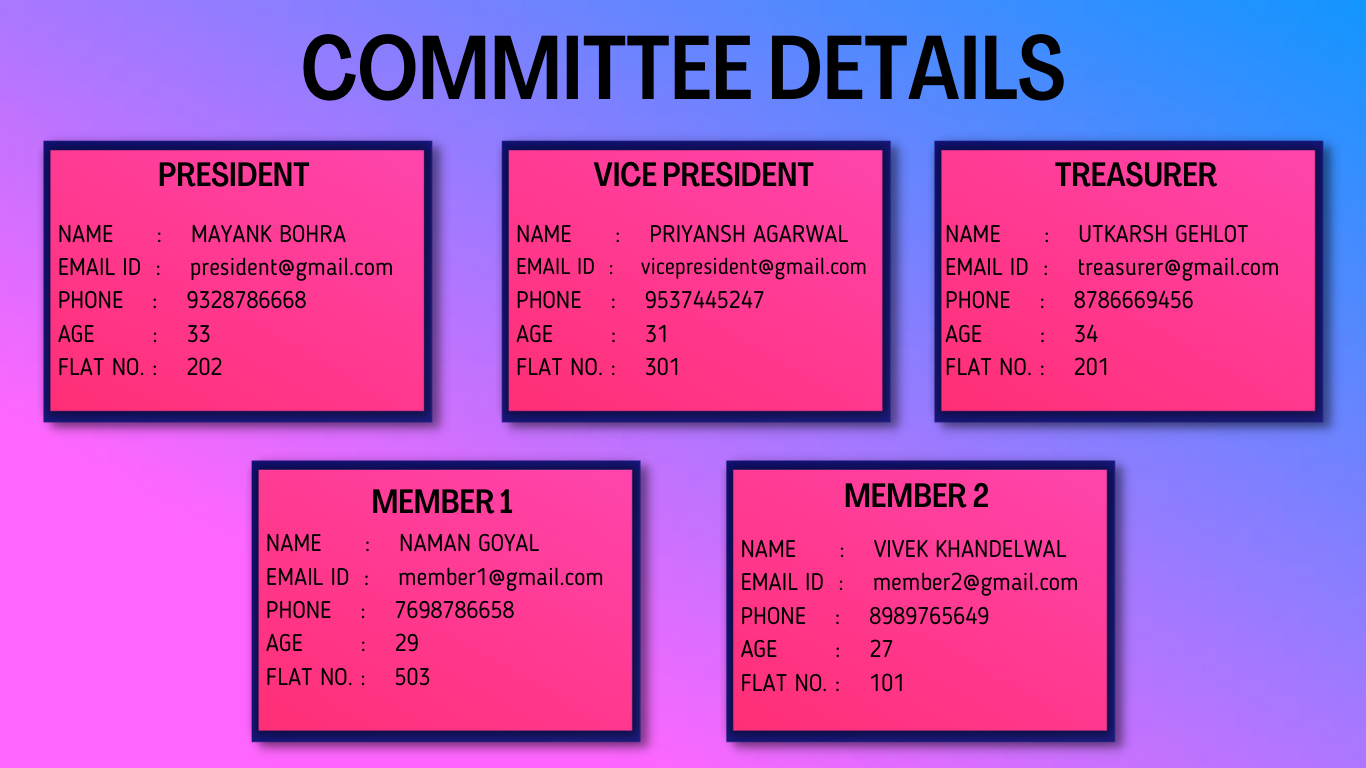 COMMITTEE DETAILS
PRESIDENT
NAME : MAYANK BOHRA
EMAIL ID : president@gmail.com
PHONE : 9328786668
AGE : 33
FLAT NO. : 202
VICE PRESIDENT
NAME : PRIYANSH AGARWAL
EMAIL ID : vicepresident@gmail.com
PHONE : 9537445247
AGE : 31
FLAT NO. : 301
TREASURER
NAME : UTKARSH GEHLOT
EMAIL ID : treasurer@gmail.com
PHONE : 8786669456
AGE : 34
FLAT NO. : 201
MEMBER 1
NAME : NAMAN GOYAL
EMAIL ID : member1@gmail.com
PHONE : 7698786658
AGE : 29
FLAT NO. : 503
MEMBER 2
NAME : VIVEK KHANDELWAL
EMAIL ID : member2@gmail.com
PHONE : 8989765649
AGE : 27
FLAT NO. : 101